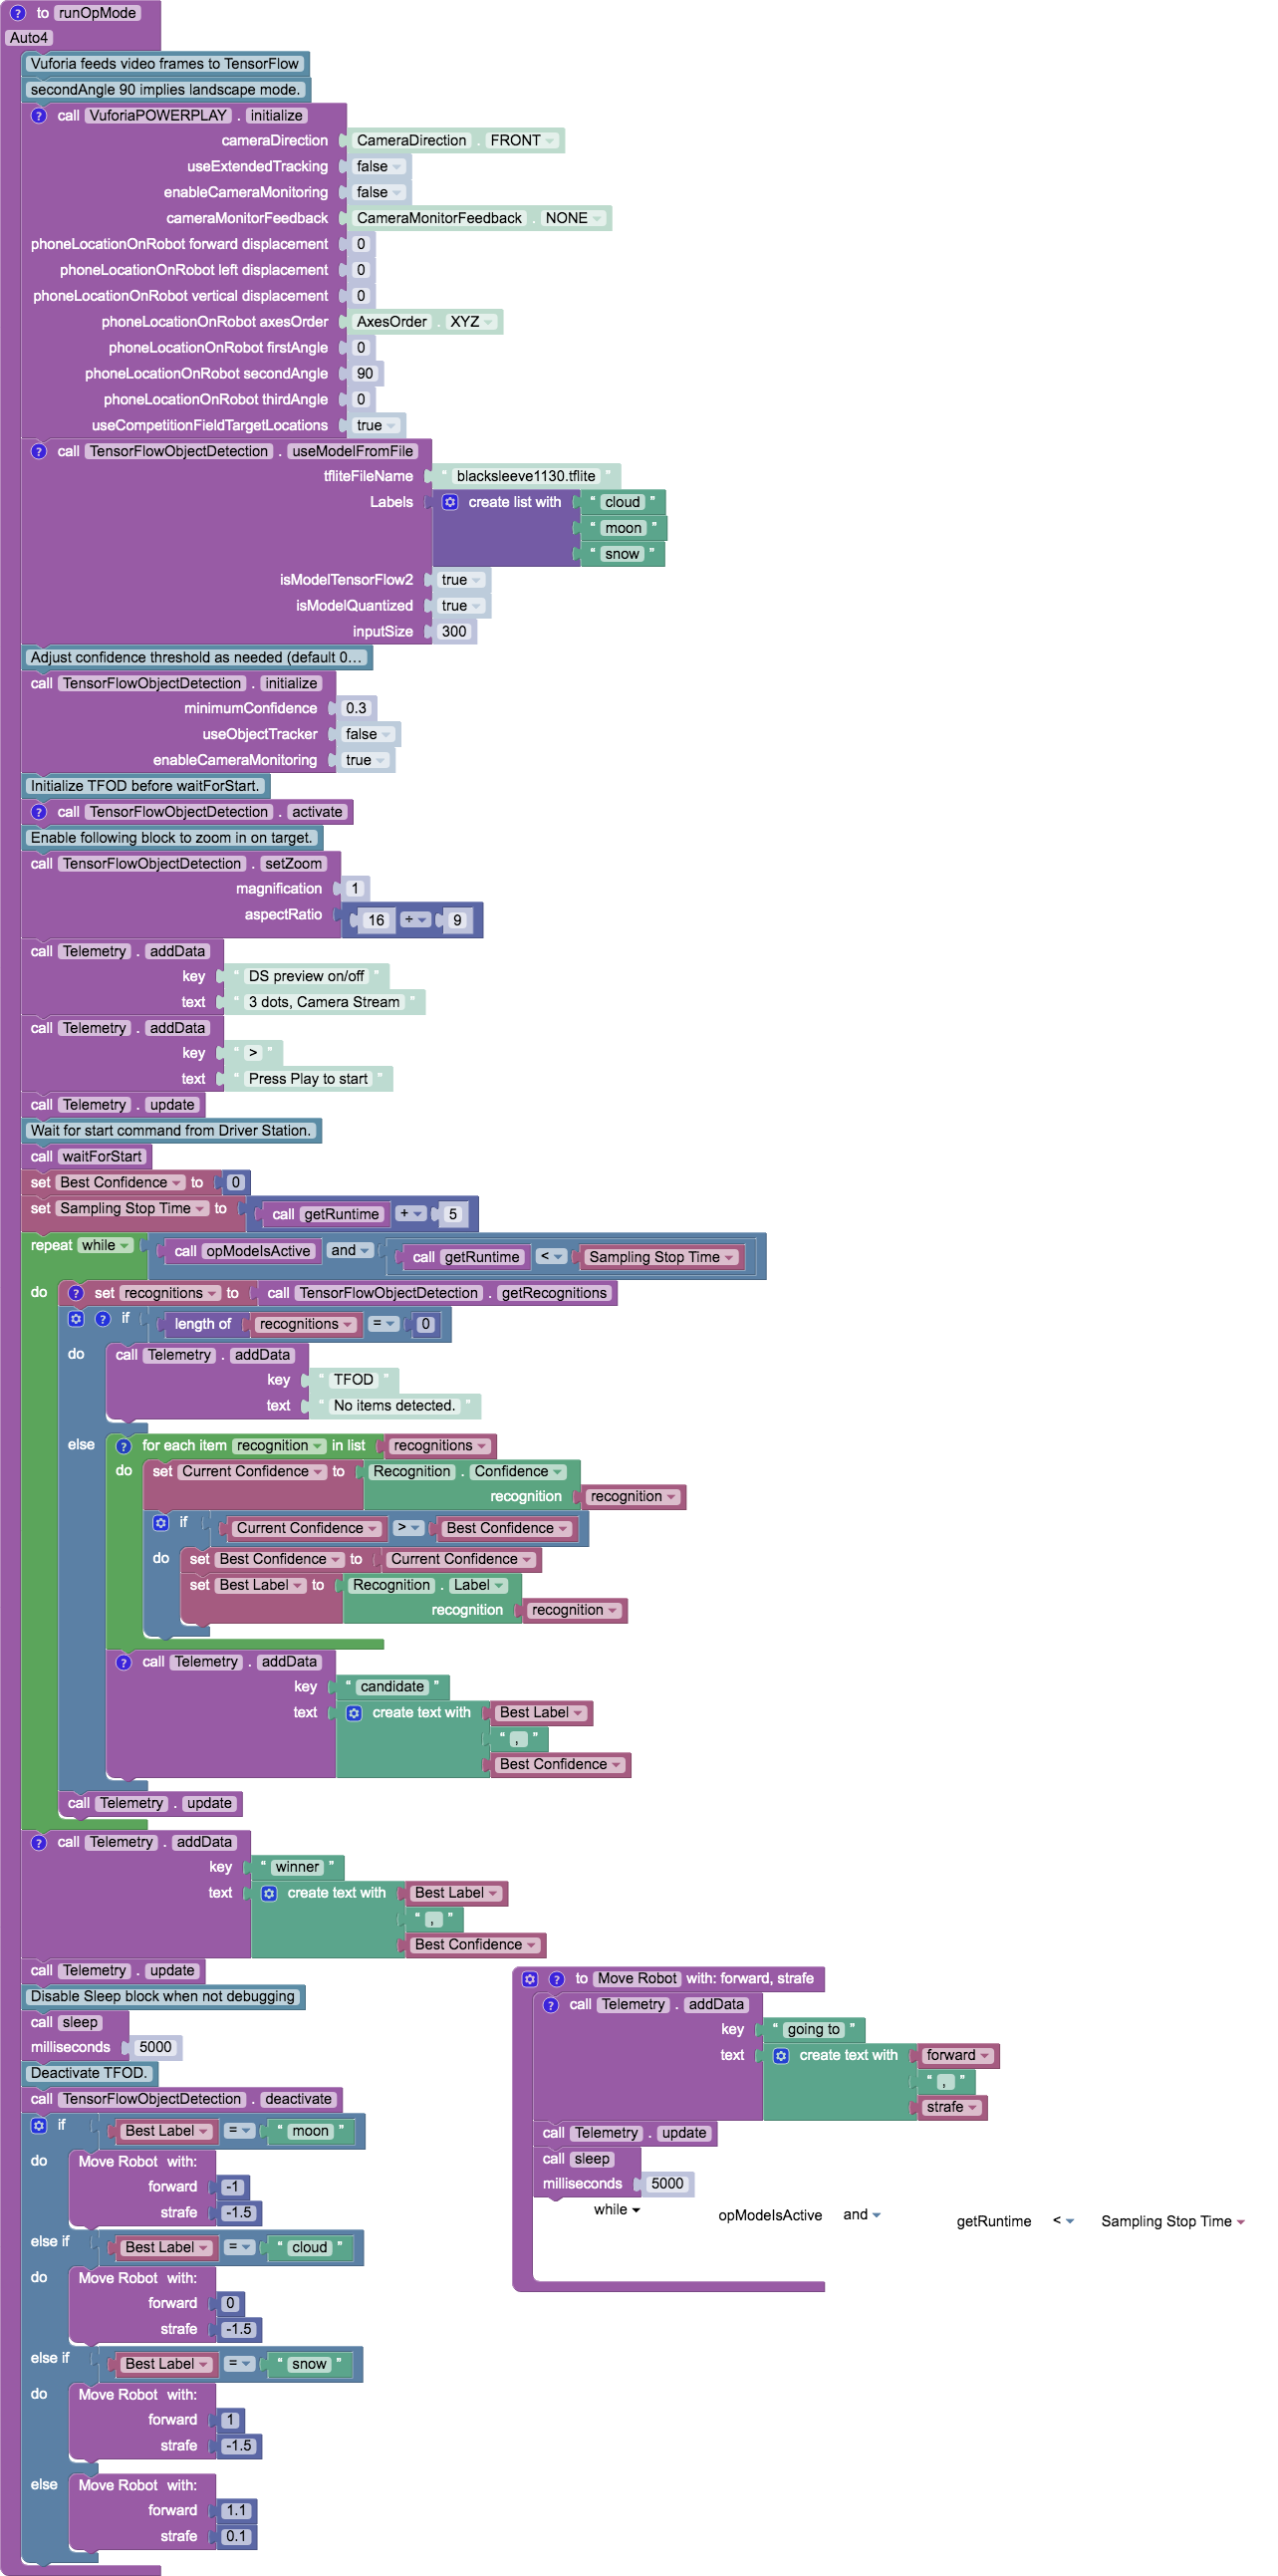 to runOpMode
Auto4
Vuforia feeds video frames to TensorFlow
secondAngle 90 implies landscape mode.
call VuforiaPOWERPLAY . initialize
cameraDirection CameraDirection . FRONT
useExtendedTracking false
enableCameraMonitoring false
cameraMonitorFeedback CameraMonitorFeedback . NONE
phoneLocationOnRobot forward displacement 0
phoneLocationOnRobot left displacement 0
phoneLocationOnRobot vertical displacement 0
phoneLocationOnRobot axesOrder AxesOrder . XYZ
phoneLocationOnRobot firstAngle 0
phoneLocationOnRobot secondAngle 90
phoneLocationOnRobot thirdAngle 0
useCompetitionFieldTargetLocations true
call TensorFlowObjectDetection . useModelFromFile
tfliteFileName “ blacksleeve1130.tflite ”
Labels create list with “ cloud ”
“ moon ”
“ snow ”
isModelTensorFlow2 true
isModelQuantized true
inputSize 300
Adjust confidence threshold as needed (default 0...
call TensorFlowObjectDetection . initialize
minimumConfidence 0.3
useObjectTracker false
enableCameraMonitoring true
Initialize TFOD before waitForStart.
call TensorFlowObjectDetection . activate
Enable following block to zoom in on target.
call TensorFlowObjectDetection . setZoom
magnification 1
aspectRatio 16 ÷ 9
call Telemetry . addData
key “ DS preview on/off ”
text “ 3 dots, Camera Stream ”
call Telemetry . addData
key “ > ”
text “ Press Play to start ”
call Telemetry . update
Wait for start command from Driver Station.
call waitForStart
set Best Confidence to 0
set Sampling Stop Time to call getRuntime + 5
repeat while call opModeIsActive and call getRuntime < Sampling Stop Time
do set recognitions to call TensorFlowObjectDetection . getRecognitions
if length of recognitions = 0
do call Telemetry . addData
key “ TFOD ”
text “ No items detected. ”
else for each item recognition in list recognitions
do set Current Confidence to Recognition . Confidence
recognition recognition
if Current Confidence > Best Confidence
do set Best Confidence to Current Confidence
set Best Label to Recognition . Label
recognition recognition
call Telemetry . addData
key “ candidate ”
text create text with Best Label
“ , ”
Best Confidence
call Telemetry . update
call Telemetry . addData
key “ winner ”
text create text with Best Label
“ , ”
Best Confidence
call Telemetry . update
Disable Sleep block when not debugging
call sleep
milliseconds 5000
Deactivate TFOD.
call TensorFlowObjectDetection . deactivate
if Best Label = “ moon ”
do Move Robot with:
forward -1
strafe -1.5
else if Best Label = “ cloud ”
do Move Robot with:
forward 0
strafe -1.5
else if Best Label = “ snow ”
do Move Robot with:
forward 1
strafe -1.5
else Move Robot with:
forward 1.1
strafe 0.1
to Move Robot with: forward, strafe
call Telemetry . addData
key “ going to ”
text create text with forward
“ , ”
strafe
call Telemetry . update
call sleep
milliseconds 5000
while opModeIsActive and getRuntime < Sampling Stop Time